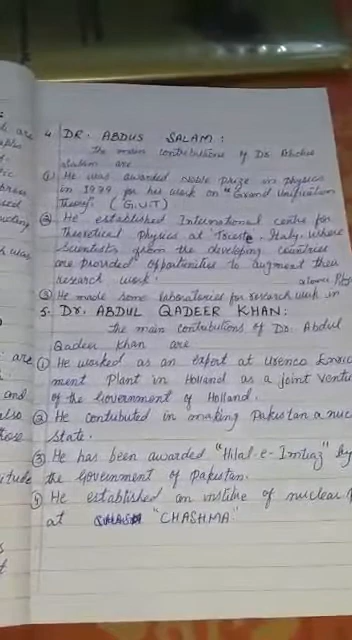 4. DR. ABDUS SALAM:
The main contributions of Dr. Abdus
Salam are
① He was awarded Noble Prize in physics
in 1979 for his work on "Grand Unification
Theory" (G.U.T)
② He established International centre for
Theoretical physics at Trieste, Italy, where
Scientists from the developing countries
are provided opportunities to augment their
research work.
③ He made some laboratories for research work in
5. Dr. ABDUL QADEER KHAN:
The main contributions of Dr. Abdul
Qadeer Khan are
① He worked as an expert at Urenco Enric
ment Plant in Holland as a joint ventu
of the Government of Holland.
② He contributed in making Pakistan a nuc
state.
③ He has been awarded "Hilal-e-Imtiaz" by
the Government of Pakistan.
④ He established an institue of nuclear
at "CHASHMA"